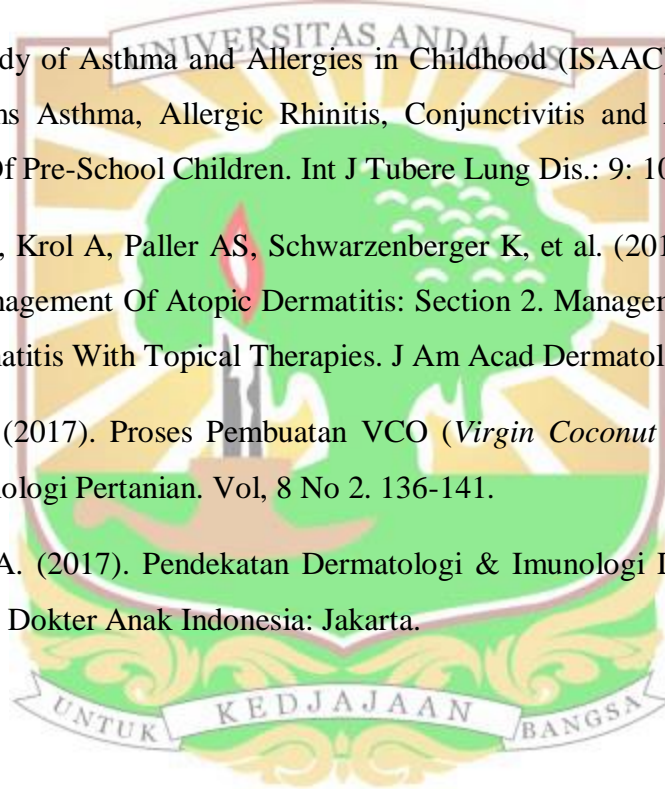 UNIVERSITAS ANDALAS
dy of Asthma and Allergies in Childhood (ISAAC)
ns Asthma, Allergic Rhinitis, Conjunctivitis and
Of Pre-School Children. Int J Tubere Lung Dis.: 9: 10
, Krol A, Paller AS, Schwarzenberger K, et al. (201
nagement Of Atopic Dermatitis: Section 2. Managem
natitis With Topical Therapies. J Am Acad Dermatol
(2017). Proses Pembuatan VCO (Virgin Coconut
ologi Pertanian. Vol, 8 No 2. 136-141.
A. (2017). Pendekatan Dermatologi & Imunologi
Dokter Anak Indonesia: Jakarta.
UNTUK KEDJAJAAN BANGSA